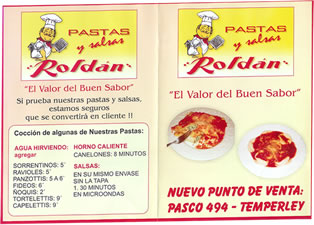 PASTAS
y salsas
Roldán
"El Valor del Buen Sabor"
Si prueba nuestras pastas y salsas,
estamos seguros
que se convertirá en cliente !!
Cocción de algunas de Nuestras Pastas:
AGUA HIRVIENDO:
agregar
SORRENTINOS: 5´
RAVIOLES: 5´
PANZOTTIS: 5 A 6´
FIDEOS: 6´
ÑOQUIS: 2´
TORTELETTIS: 9´
CAPELETTIS: 9´
HORNO CALIENTE
CANELONES: 8 MINUTOS
SALSAS:
EN SU MISMO ENVASE
SIN LA TAPA
1. 30 MINUTOS
EN MICROONDAS
PASTAS
y salsas
Roldán
"El Valor del Buen Sabor"
NUEVO PUNTO DE VENTA:
PASCO 494 - TEMPERLEY